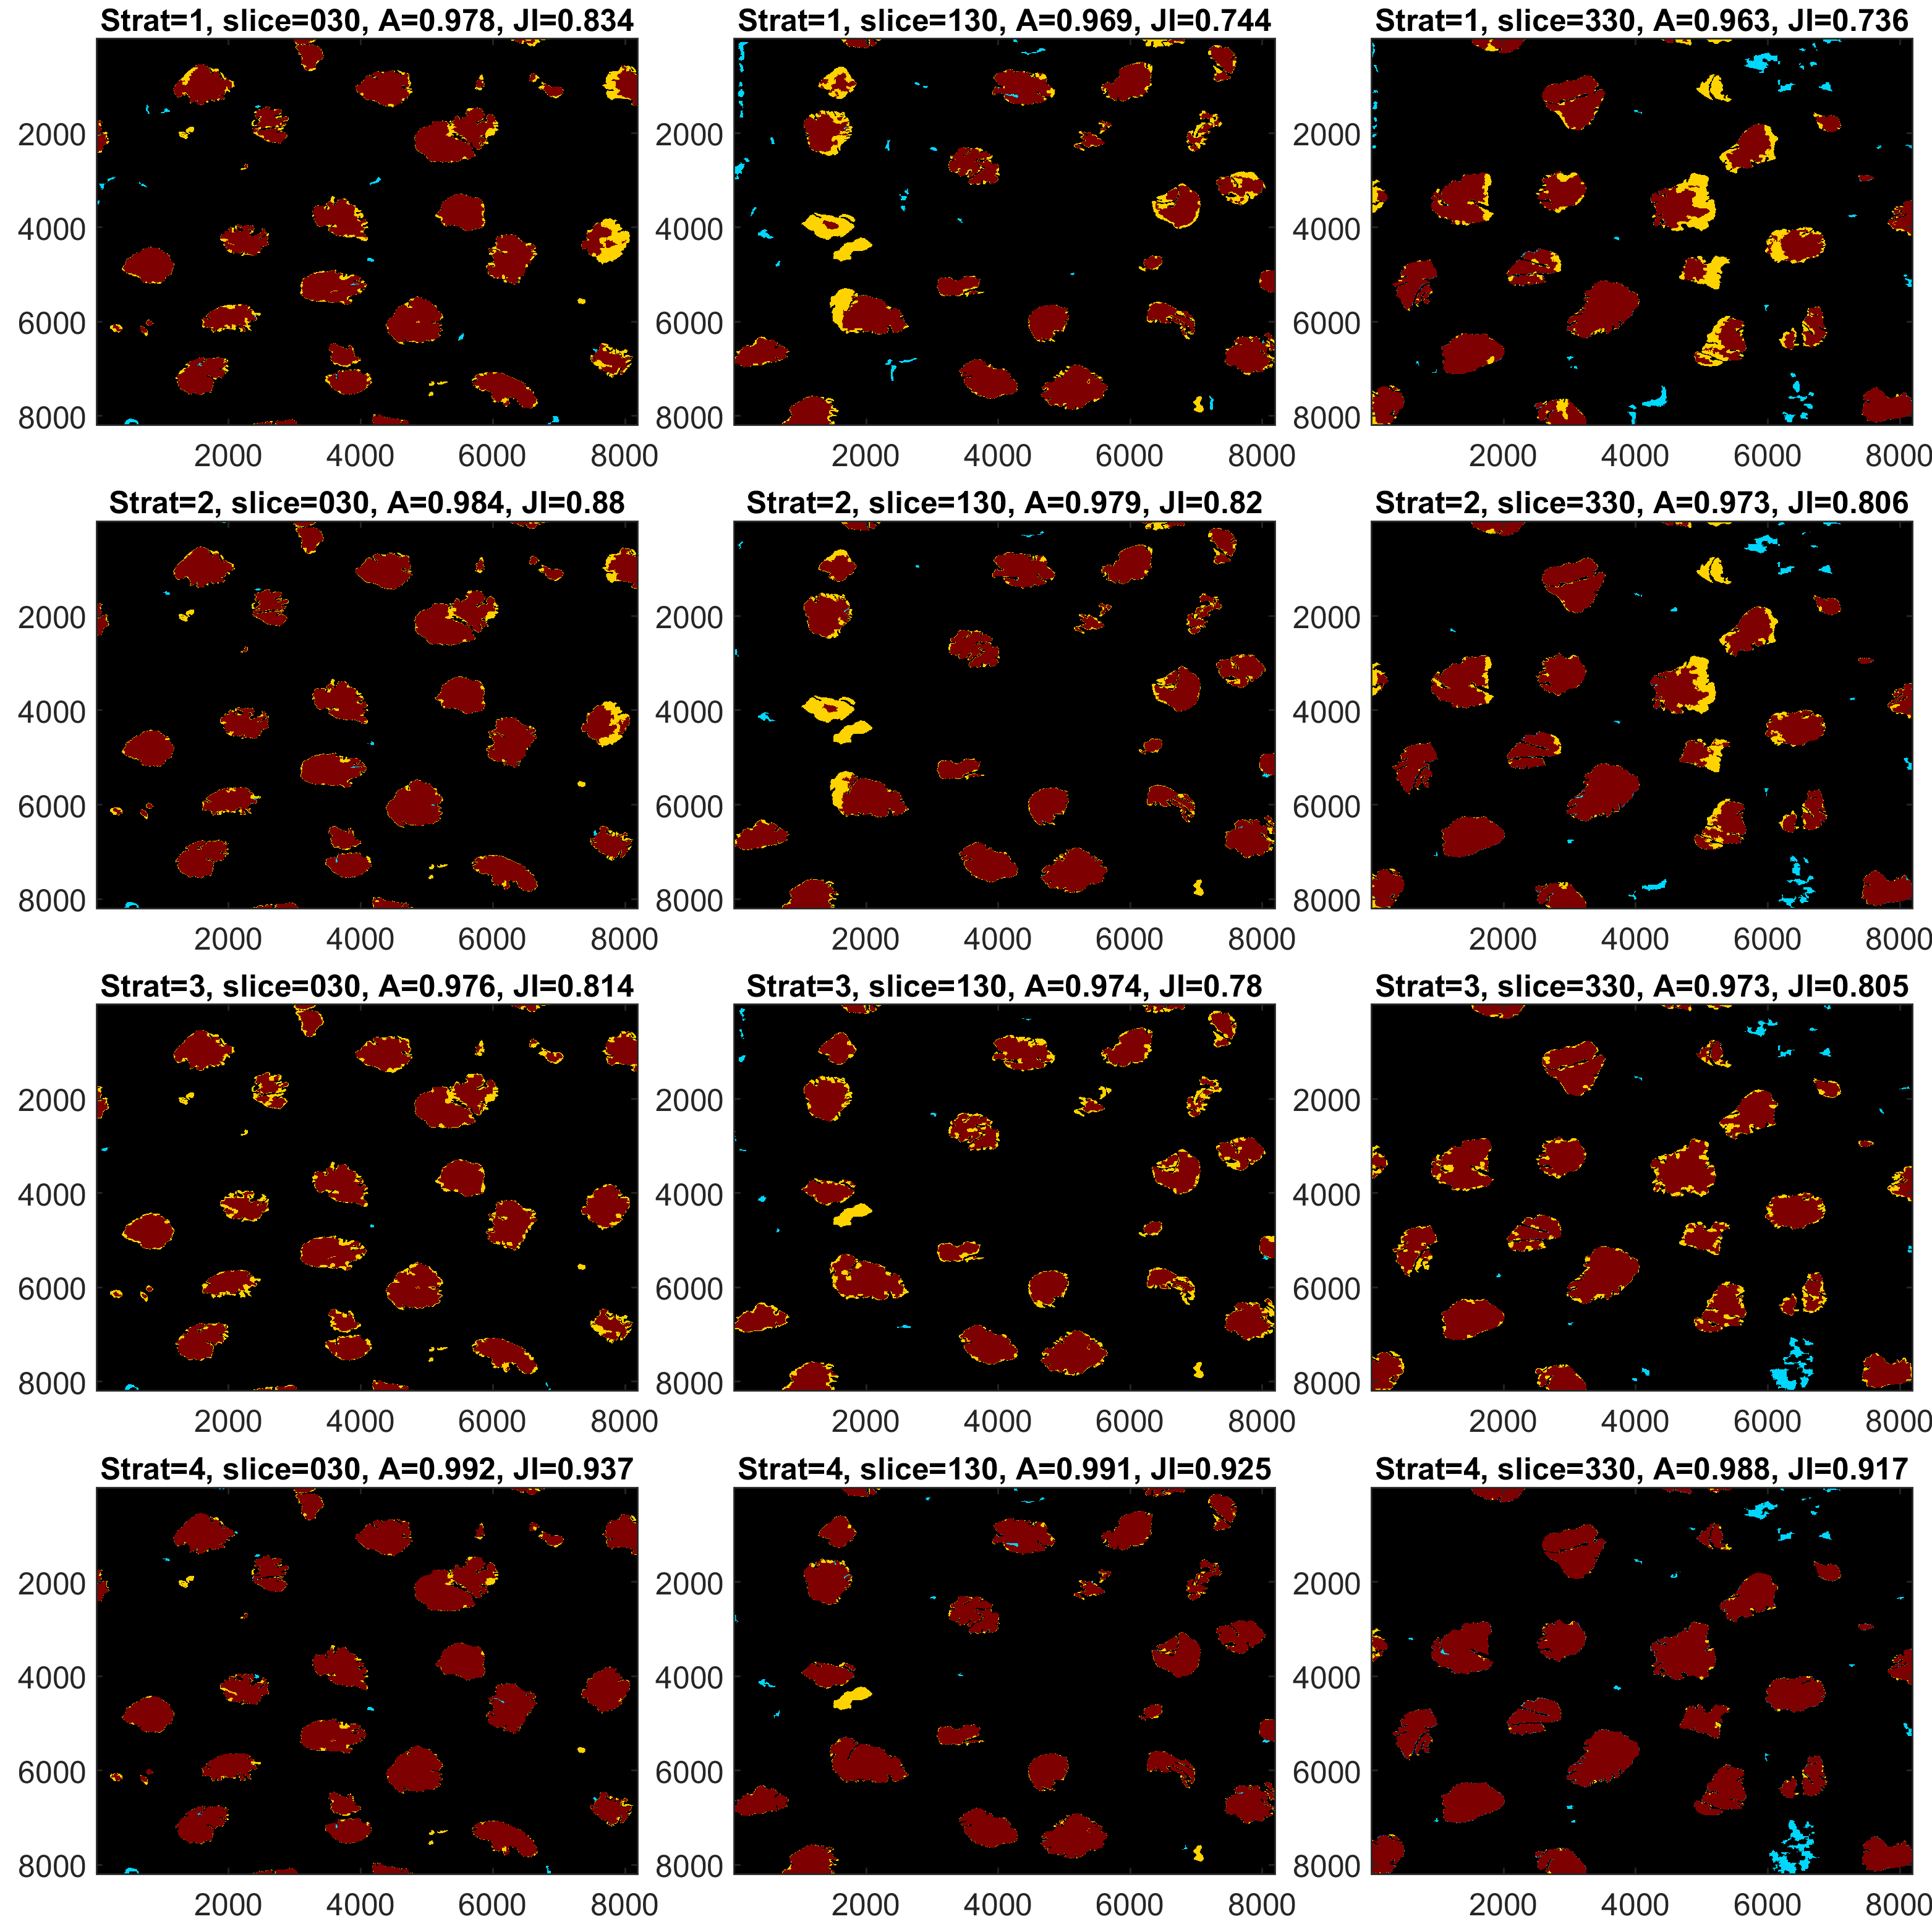 Strat=1, slice=030, A=0.978, JI=0.834
Strat=1, slice=130, A=0.969, JI=0.744
Strat=1, slice=330, A=0.963, JI=0.736
2000 2000 2000
4000 4000 4000
6000 6000 6000
8000 8000 8000
2000 4000 6000 8000 2000 4000 6000 8000 2000 4000 6000 8000
Strat=2, slice=030, A=0.984, JI=0.88
Strat=2, slice=130, A=0.979, JI=0.82
Strat=2, slice=330, A=0.973, JI=0.806
2000 2000 2000
4000 4000 4000
6000 6000 6000
8000 8000 8000
2000 4000 6000 8000 2000 4000 6000 8000 2000 4000 6000 8000
Strat=3, slice=030, A=0.976, JI=0.814
Strat=3, slice=130, A=0.974, JI=0.78
Strat=3, slice=330, A=0.973, JI=0.805
2000 2000 2000
4000 4000 4000
6000 6000 6000
8000 8000 8000
2000 4000 6000 8000 2000 4000 6000 8000 2000 4000 6000 8000
Strat=4, slice=030, A=0.992, JI=0.937
Strat=4, slice=130, A=0.991, JI=0.925
Strat=4, slice=330, A=0.988, JI=0.917
2000 2000 2000
4000 4000 4000
6000 6000 6000
8000 8000 8000
2000 4000 6000 8000 2000 4000 6000 8000 2000 4000 6000 8000